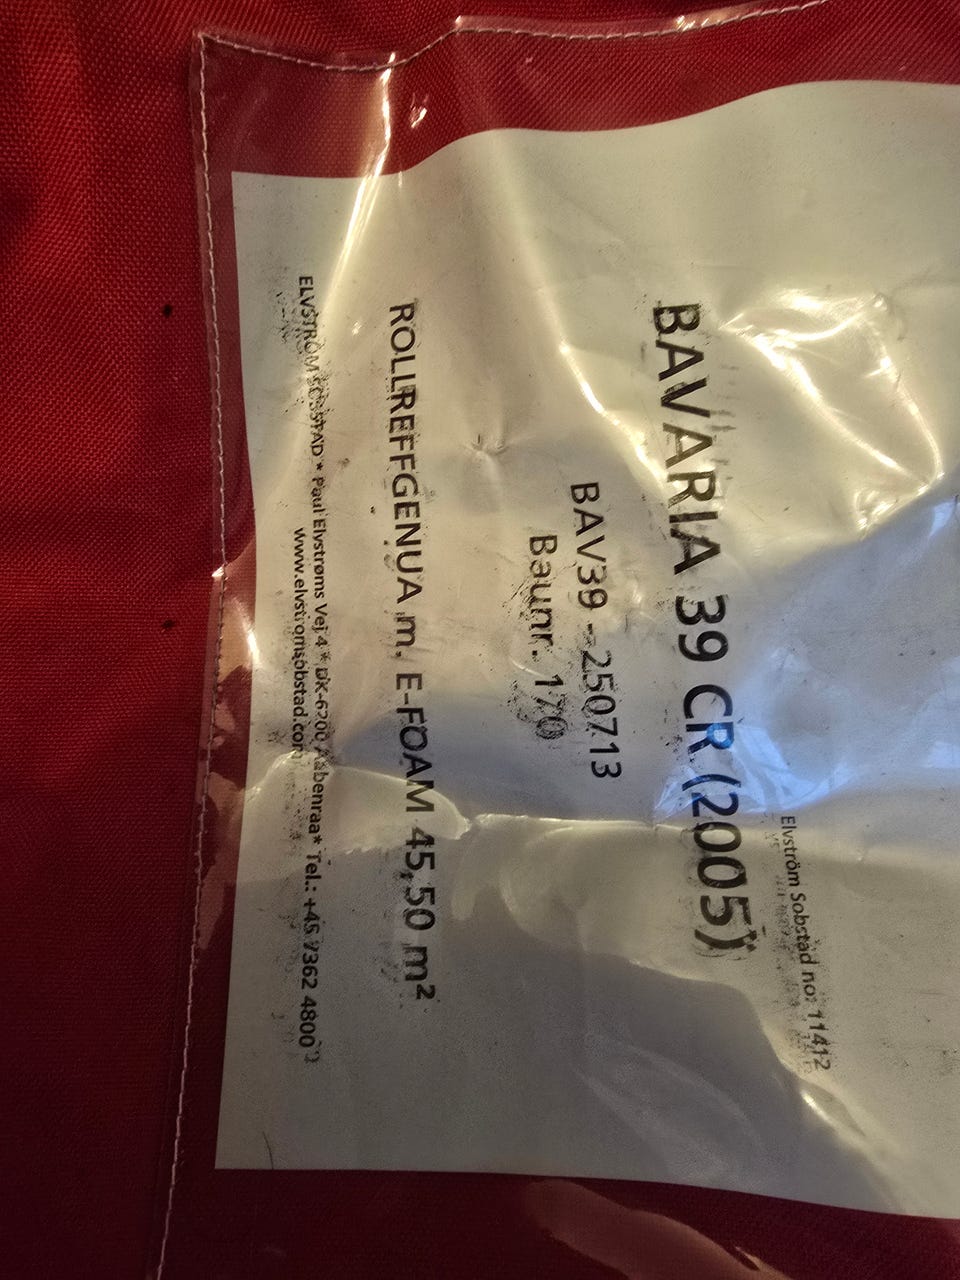 Elvström Sobstad no: 11412
BAVARIA 39 CR (2005)
BAV39 - 250713
Baunr. 170
ROLLREFFGENUA m. E-FOAM 45,50 m²
ELVSTRÖM SOBSTAD * Paul Elvstrøms Vej 4 * DK-6200 Aabenraa* Tel.: +45 7362 4800
www.elvstromsobstad.com